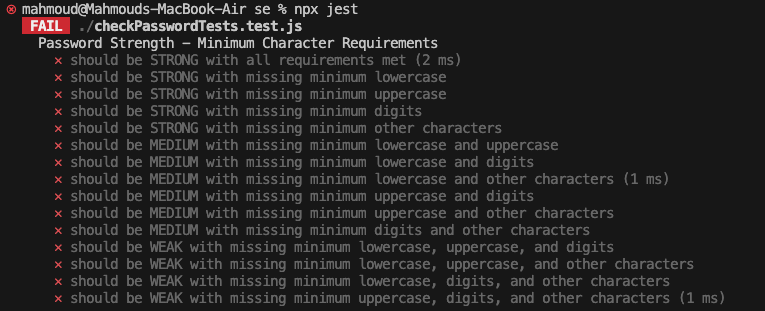 mahmoud@Mahmouds-MacBook-Air se % npx jest
FAIL ./checkPasswordTests.test.js
Password Strength – Minimum Character Requirements
✕ should be STRONG with all requirements met (2 ms)
✕ should be STRONG with missing minimum lowercase
✕ should be STRONG with missing minimum uppercase
✕ should be STRONG with missing minimum digits
✕ should be STRONG with missing minimum other characters
✕ should be MEDIUM with missing minimum lowercase and uppercase
✕ should be MEDIUM with missing minimum lowercase and digits
✕ should be MEDIUM with missing minimum lowercase and other characters (1 ms)
✕ should be MEDIUM with missing minimum uppercase and digits
✕ should be MEDIUM with missing minimum uppercase and other characters
✕ should be MEDIUM with missing minimum digits and other characters
✕ should be WEAK with missing minimum lowercase, uppercase, and digits
✕ should be WEAK with missing minimum lowercase, uppercase, and other characters
✕ should be WEAK with missing minimum lowercase, digits, and other characters
✕ should be WEAK with missing minimum uppercase, digits, and other characters (1 ms)